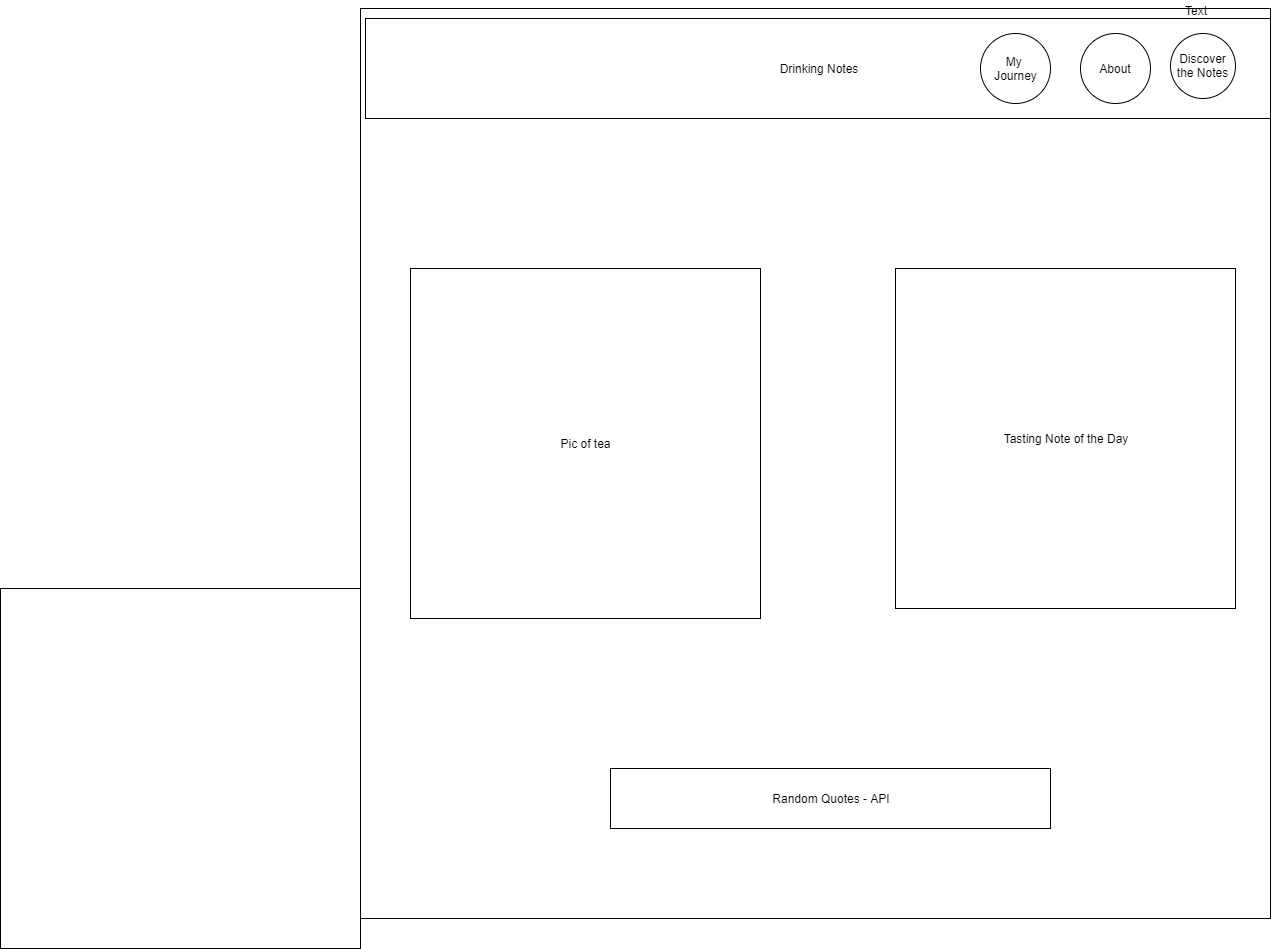 Text
Drinking Notes
My
Journey
About
Discover
the Notes
Pic of tea
Tasting Note of the Day
Random Quotes - API